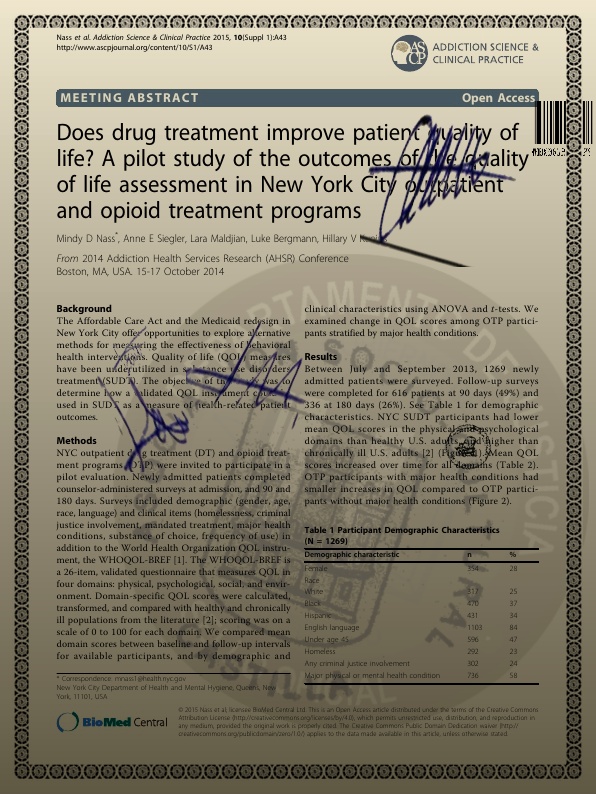 Nass et al. Addiction Science & Clinical Practice 2015, 10(Suppl 1):A43
http://www.ascpjournal.org/content/10/S1/A43
ASCP
ADDICTION SCIENCE &
CLINICAL PRACTICE
MEETING ABSTRACT
Open Access
Does drug treatment improve patient quality of
life? A pilot study of the outcomes of the quality
of life assessment in New York City outpatient
and opioid treatment programs
Mindy D Nass*, Anne E Siegler, Lara Maldjian, Luke Bergmann, Hillary V
From 2014 Addiction Health Services Research (AHSR) Conference
Boston, MA, USA. 15-17 October 2014
Background
The Affordable Care Act and the Medicaid redesign in
New York City offer opportunities to explore alternative
methods for measuring the effectiveness of behavioral
health interventions. Quality of life (QOL) measures
have been underutilized in substance use disorders
treatment (SUDT). The objective of the was to
determine how a validated QOL instrument
used in SUDT as a measure of health-related patient
outcomes.
Methods
NYC outpatient drug treatment (DT) and opioid treat-
ment programs (OTP) were invited to participate in a
pilot evaluation. Newly admitted patients completed
counselor-administered surveys at admission, and 90 and
180 days. Surveys included demographic (gender, age,
race, language) and clinical items (homelessness, criminal
justice involvement, mandated treatment, major health
conditions, substance of choice, frequency of use) in
addition to the World Health Organization QOL instru-
ment, the WHOQOL-BREF [1]. The WHOQOL-BREF is
a 26-item, validated questionnaire that measures QOL in
four domains: physical, psychological, social, and envir-
onment. Domain-specific QOL scores were calculated,
transformed, and compared with healthy and chronically
ill populations from the literature [2]; scoring was on a
scale of 0 to 100 for each domain. We compared mean
domain scores between baseline and follow-up intervals
for available participants, and by demographic and
clinical characteristics using ANOVA and t-tests. We
examined change in QOL scores among OTP partici-
pants stratified by major health conditions.
Results
Between July and September 2013, 1269 newly
admitted patients were surveyed. Follow-up surveys
were completed for 616 patients at 90 days (49%) and
336 at 180 days (26%). See Table 1 for demographic
characteristics. NYC SUDT participants had lower
mean QOL scores in the physical and psychological
domains than healthy U.S. adults, and higher than
chronically ill U.S. adults [2] (Figure 1). Mean QOL
scores increased over time for all domains (Table 2).
OTP participants with major health conditions had
smaller increases in QOL compared to OTP partici-
pants without major health conditions (Figure 2).
Table 1 Participant Demographic Characteristics
(N = 1269)
Demographic characteristic n %
Female 354 28
Race
White 317 25
Black 470 37
Hispanic 431 34
English language 1103 84
Under age 45 596 47
Homeless 292 23
Any criminal justice involvement 302 24
Major physical or mental health condition 736 58
* Correspondence: mnass1@health.nyc.gov
New York City Department of Health and Mental Hygiene, Queens, New
York, 11101, USA
BioMed Central
© 2015 Nass et al; licensee BioMed Central Ltd. This is an Open Access article distributed under the terms of the Creative Commons
Attribution License (http://creativecommons.org/licenses/by/4.0), which permits unrestricted use, distribution, and reproduction in
any medium, provided the original work is properly cited. The Creative Commons Public Domain Dedication waiver (http://
creativecommons.org/publicdomain/zero/1.0/) applies to the data made available in this article, unless otherwise stated.